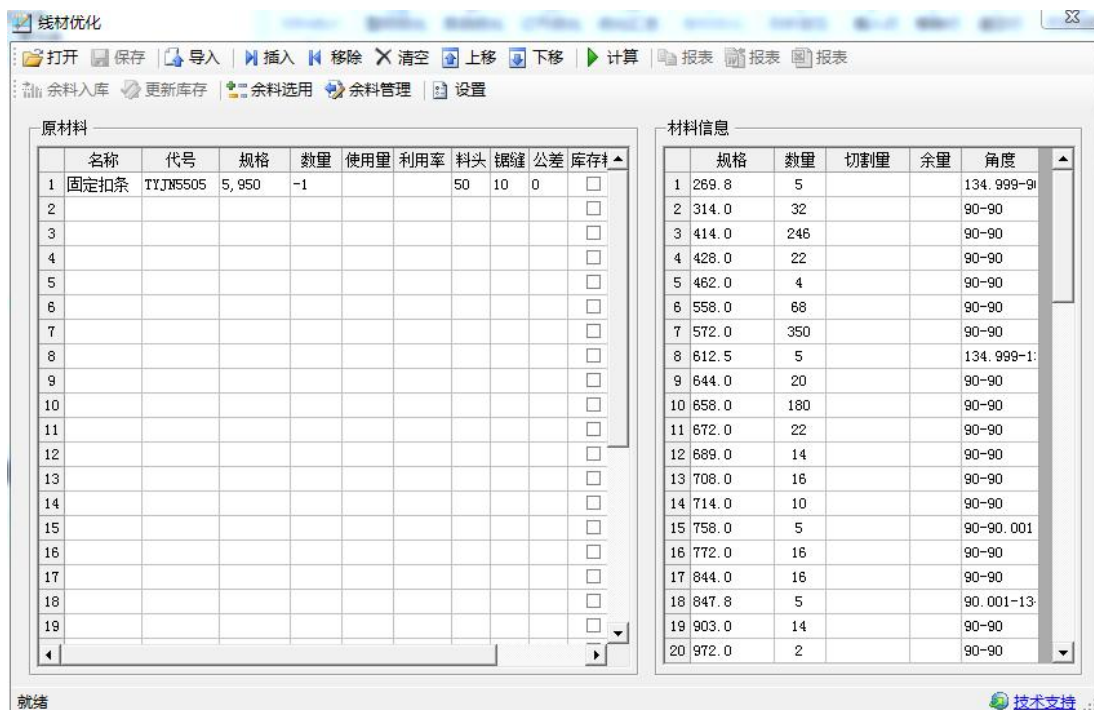 线材优化
打开 保存 导入 插入 移除 清空 上移 下移 计算 报表 报表 报表
余料入库 更新库存 余料选用 余料管理 设置
原材料
名称 代号 规格 数量 使用量 利用率 料头 锯缝 公差 库存
1 固定扣条 TYJN5505 5,950 -1 50 10 0
2
3
4
5
6
7
8
9
10
11
12
13
14
15
16
17
18
19
材料信息
规格 数量 切割量 余量 角度
1 269.8 5 134.999-9
2 314.0 32 90-90
3 414.0 246 90-90
4 428.0 22 90-90
5 462.0 4 90-90
6 558.0 68 90-90
7 572.0 350 90-90
8 612.5 5 134.999-1
9 644.0 20 90-90
10 658.0 180 90-90
11 672.0 22 90-90
12 689.0 14 90-90
13 708.0 16 90-90
14 714.0 10 90-90
15 758.0 5 90-90.001
16 772.0 16 90-90
17 844.0 16 90-90
18 847.8 5 90.001-13
19 903.0 14 90-90
20 972.0 2 90-90
就绪
技术支持